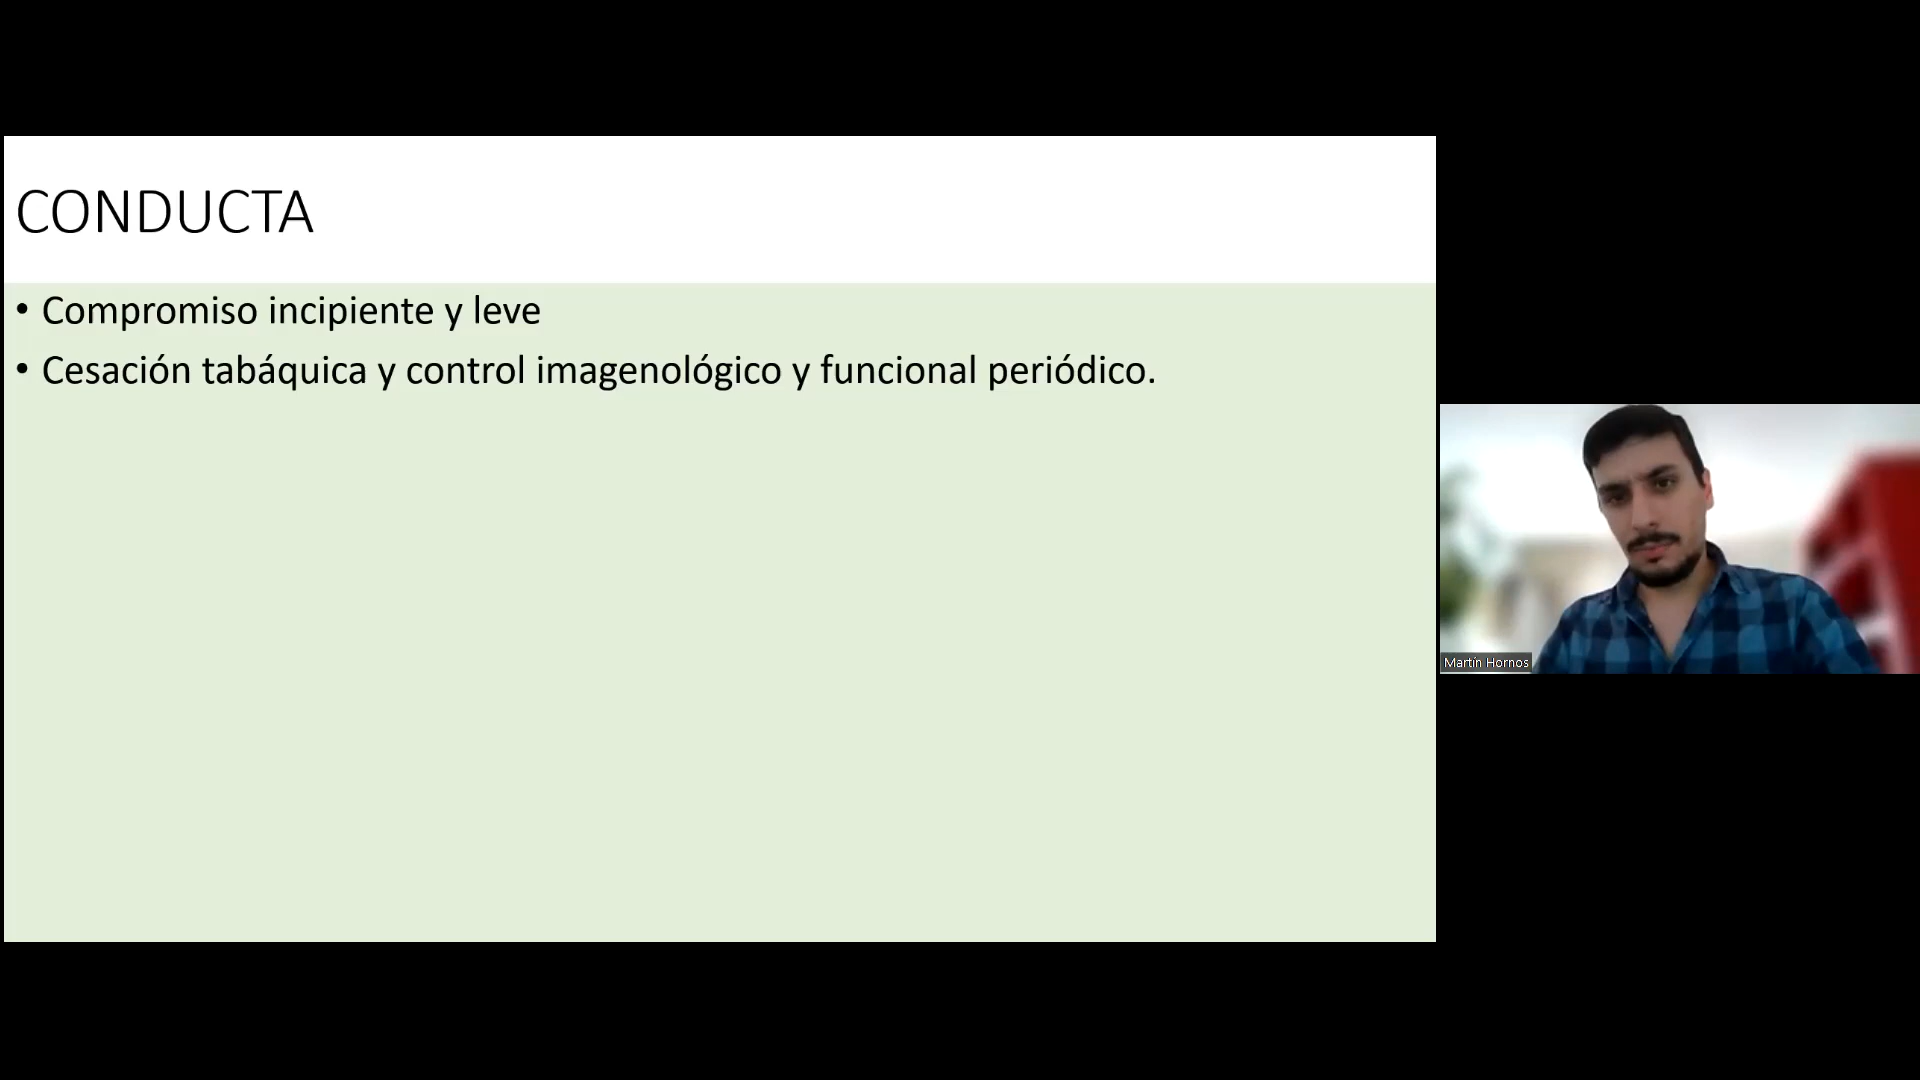 CONDUCTA
• Compromiso incipiente y leve
• Cesación tabáquica y control imagenológico y funcional periódico.
Martín Hornos